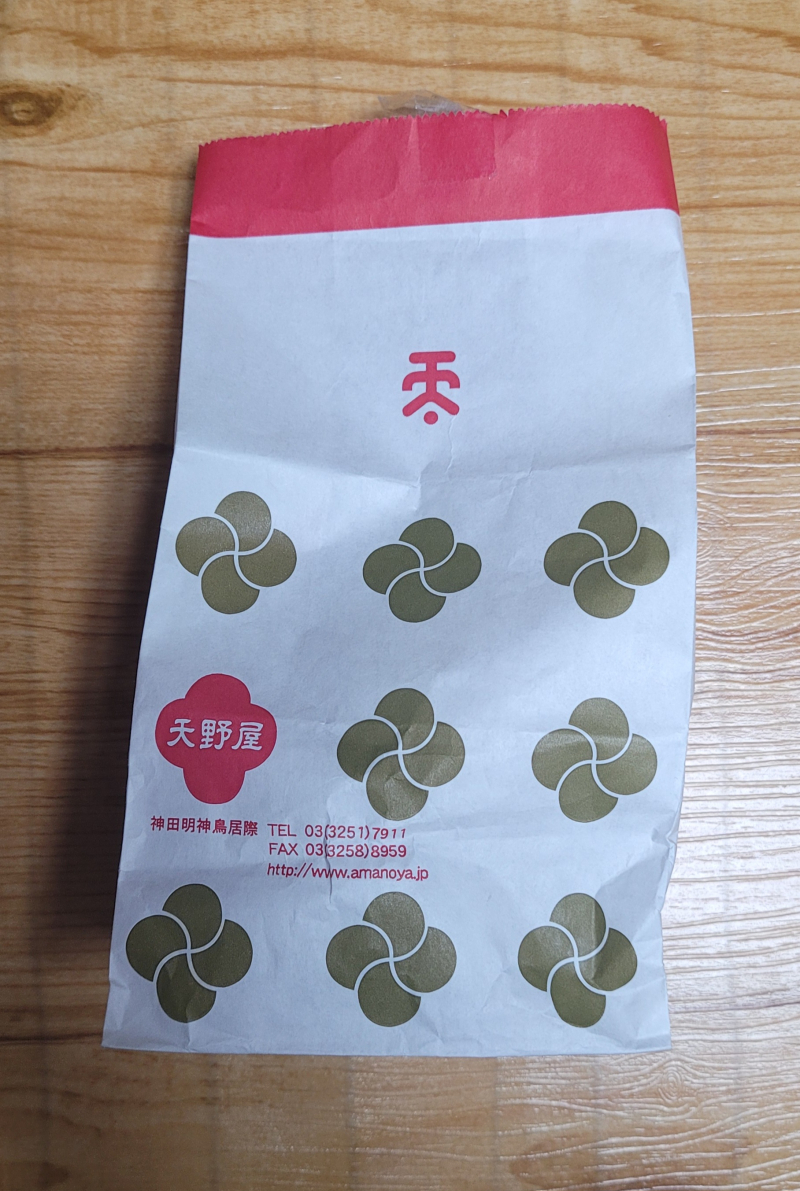 天
天野屋
神田明神鳥居際 TEL 03(3251)7911
FAX 03(3258)8959
http://www.amanoya.jp